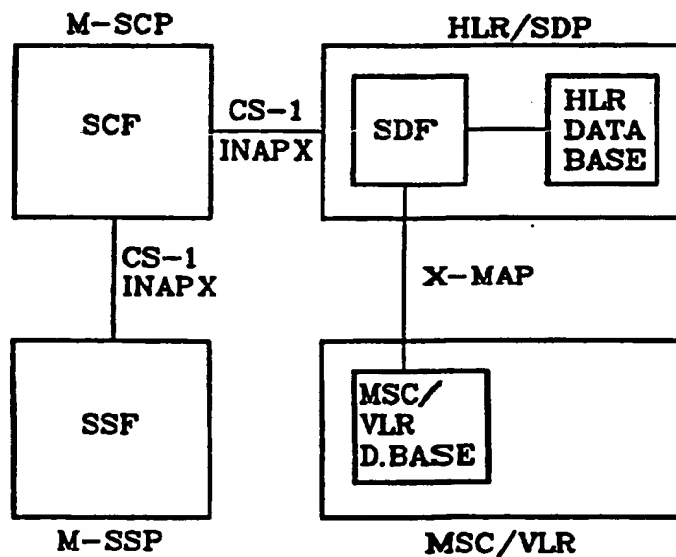 M-SCP
HLR/SDP
SCF
CS-1
INAPX
SDF
HLR
DATA
BASE
CS-1
INAPX
X-MAP
SSF
MSC/
VLR
D.BASE
M-SSP
MSC/VLR